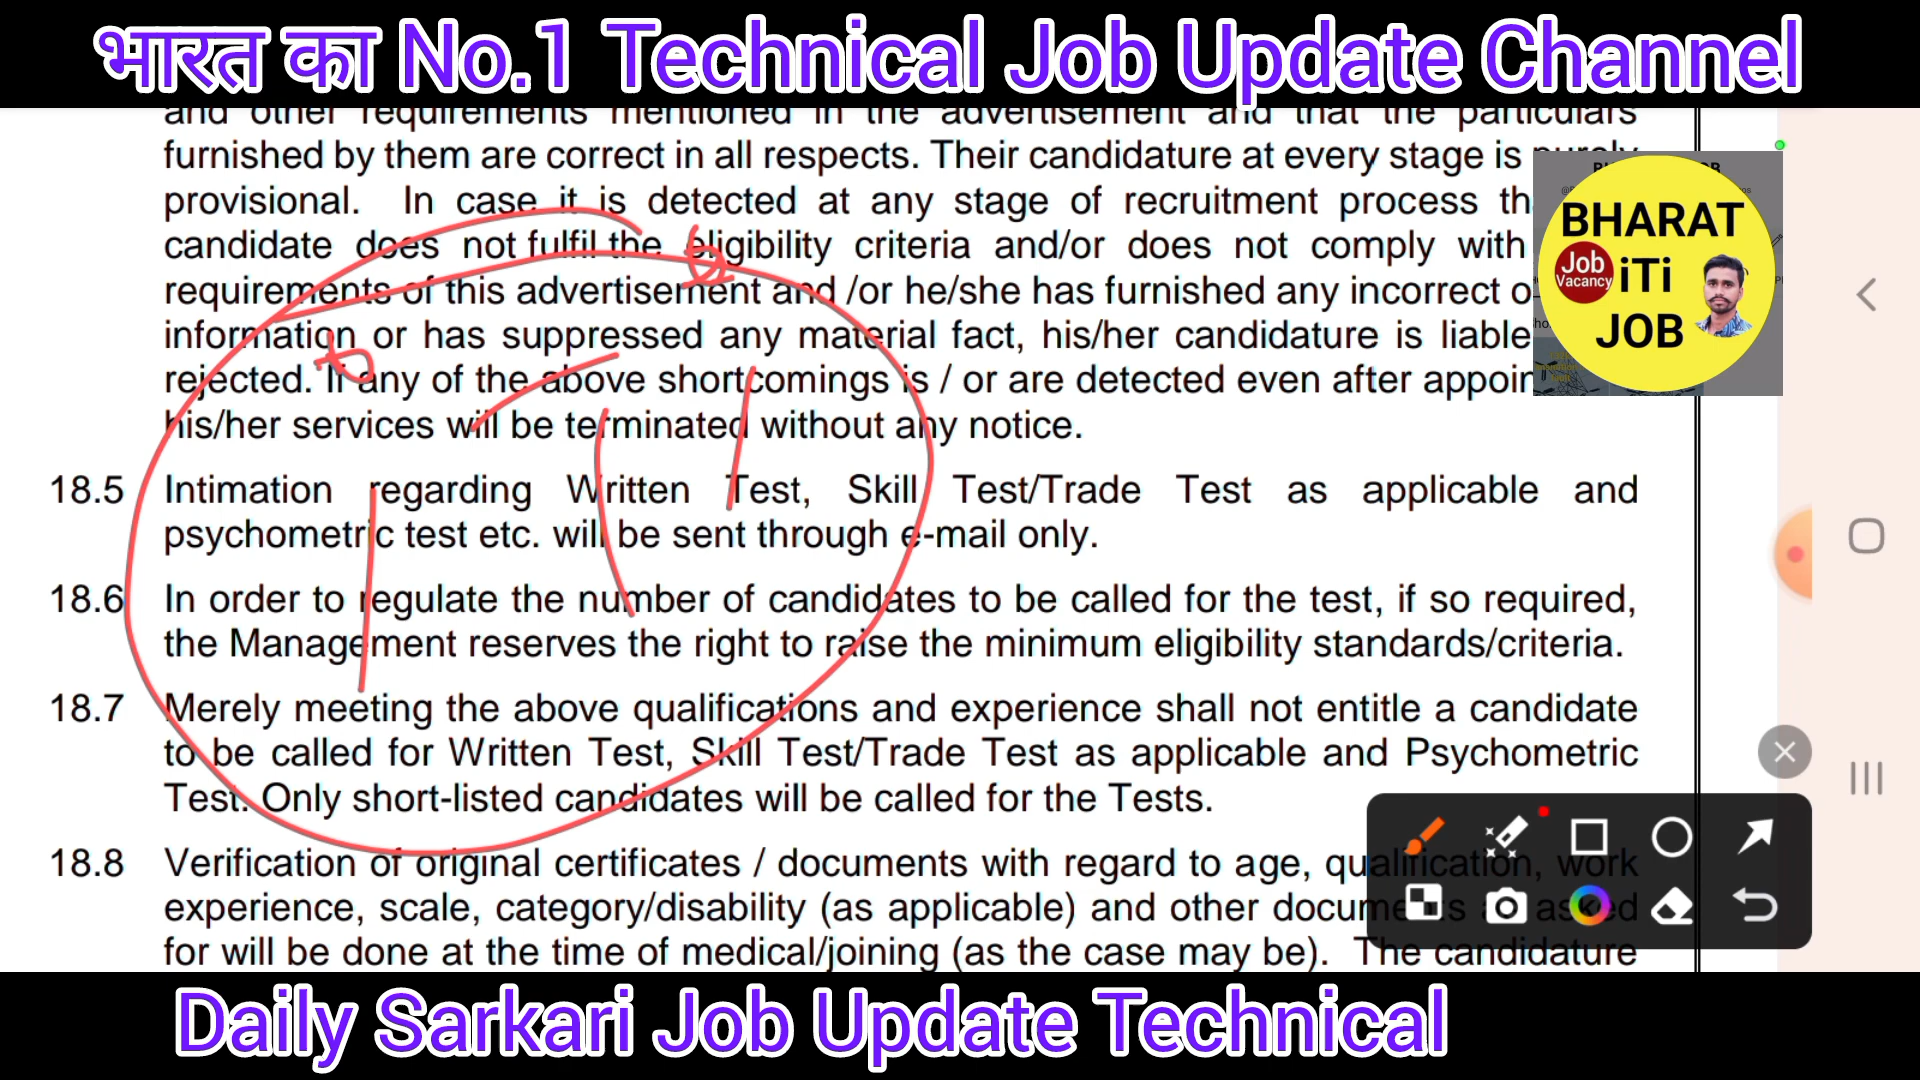 भारत का No.1 Technical Job Update Channel
and other requirements mentioned in the advertisement and that the particulars
furnished by them are correct in all respects. Their candidature at every stage is purely
provisional. In case it is detected at any stage of recruitment process
candidate does not fulfil the eligibility criteria and/or does not comply with
requirements of this advertisement and /or he/she has furnished any incorrect
information or has suppressed any material fact, his/her candidature is liable
rejected. If any of the above shortcomings is / or are detected even after
his/her services will be terminated without any notice.
BHARAT
Job
Vacancy
iTi
JOB
18.5 Intimation regarding Written Test, Skill Test/Trade Test as applicable and
psychometric test etc. will be sent through e-mail only.
18.6 In order to regulate the number of candidates to be called for the test, if so required,
the Management reserves the right to raise the minimum eligibility standards/criteria.
18.7 Merely meeting the above qualifications and experience shall not entitle a candidate
to be called for Written Test, Skill Test/Trade Test as applicable and Psychometric
Test. Only short-listed candidates will be called for the Tests.
18.8 Verification of original certificates / documents with regard to age, qualification, work
experience, scale, category/disability (as applicable) and other documents as asked
for will be done at the time of medical/joining (as the case may be). The candidature
Daily Sarkari Job Update Technical